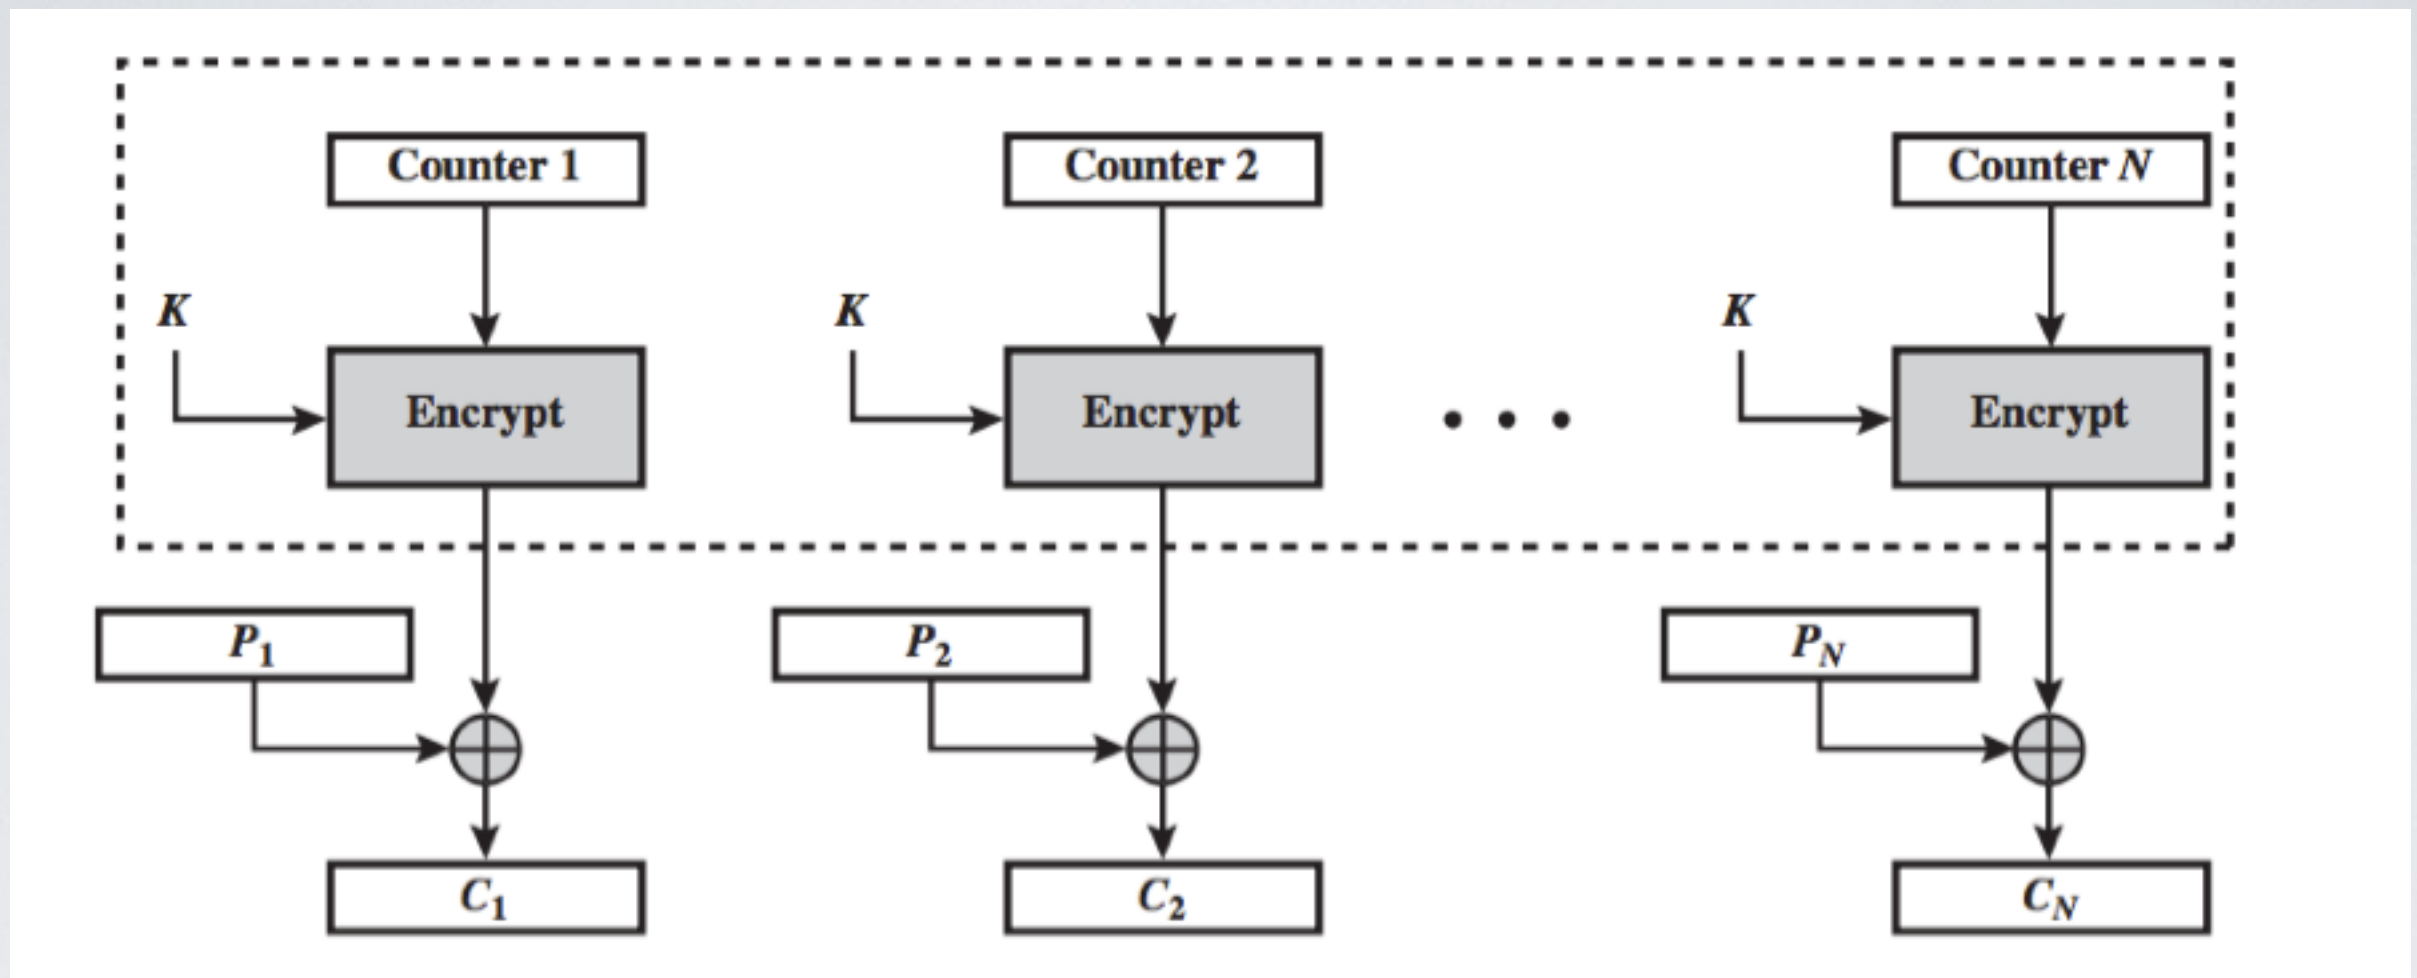 Counter 1
Counter 2
Counter N
K
K
K
Encrypt
Encrypt
. . .
Encrypt
P1
P2
PN
C1
C2
CN